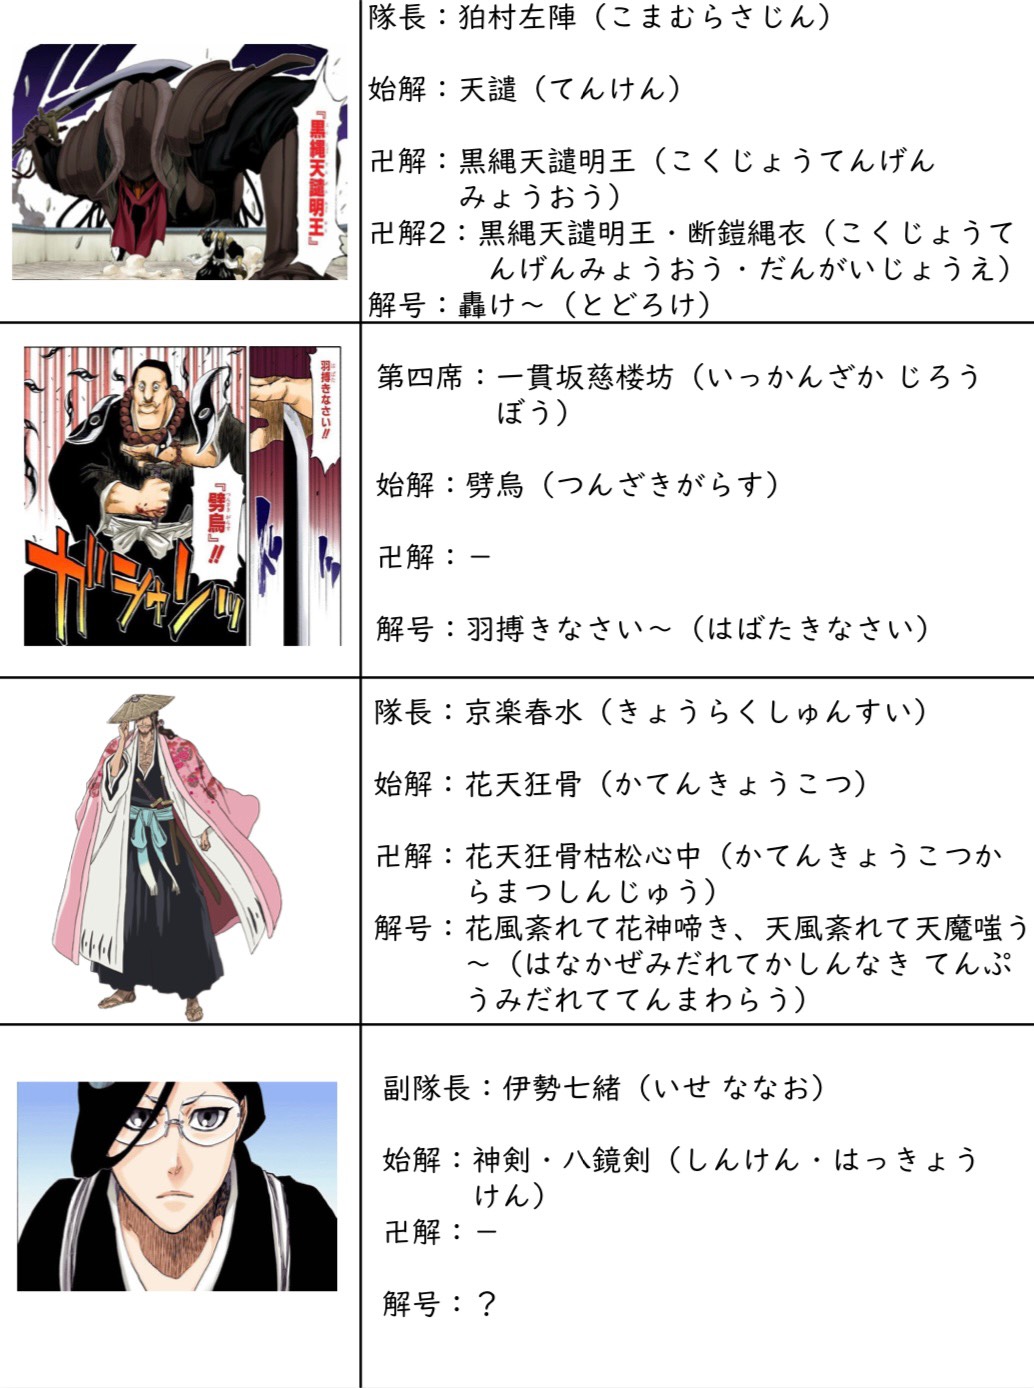 隊長：狛村左陣（こまむらさじん）
始解：天譴（てんけん）
卍解：黒縄天譴明王（こくじょうてんげん
みょうおう）
卍解2：黒縄天譴明王・断鎧縄衣（こくじょうて
んげんみょうおう・だんがいじょうえ）
解号：轟け～（とどろけ）
『黒縄天譴明王』
第四席：一貫坂慈楼坊（いっかんざか じろう
ぼう）
始解：劈烏（つんざきがらす）
卍解：－
解号：羽搏きなさい～（はばたきなさい）
羽搏きなさい!!
『劈烏』!!
ガシャンッ
隊長：京楽春水（きょうらくしゅんすい）
始解：花天狂骨（かてんきょうこつ）
卍解：花天狂骨枯松心中（かてんきょうこつか
らまつしんじゅう）
解号：花風紊れて花神啼き、天風紊れて天魔嗤う
～（はなかぜみだれてかしんなき てんぷ
うみだれててんまわらう）
副隊長：伊勢七緒（いせ ななお）
始解：神剣・八鏡剣（しんけん・はっきょう
けん）
卍解：－
解号：？